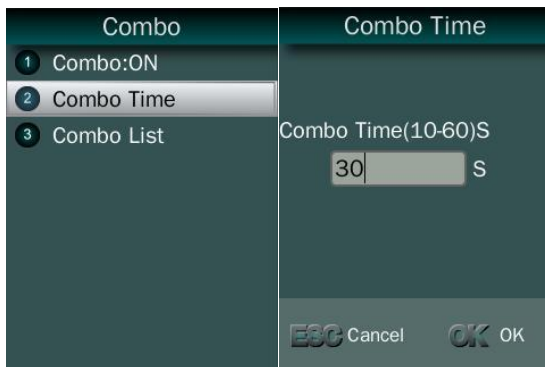 Combo
1 Combo:ON
2 Combo Time
3 Combo List
Combo Time
Combo Time(10-60)S
30 S
ESC Cancel OK OK